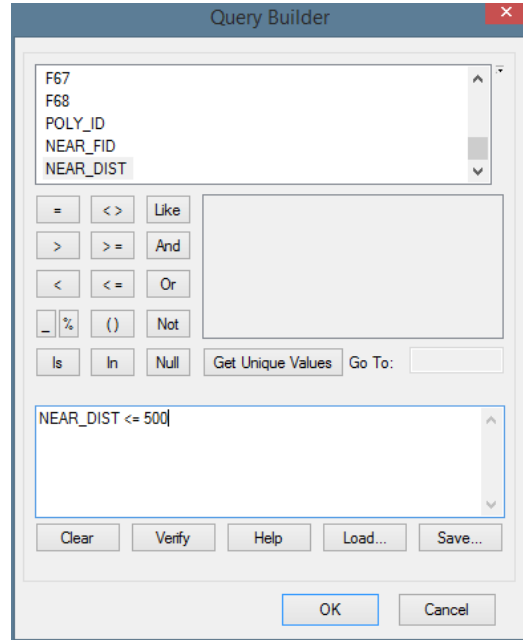 Query Builder
F67
F68
POLY_ID
NEAR_FID
NEAR_DIST
= <> Like
> >= And
< <= Or
_ % () Not
Is In Null Get Unique Values Go To:
NEAR_DIST <= 500
Clear Verify Help Load... Save...
OK Cancel